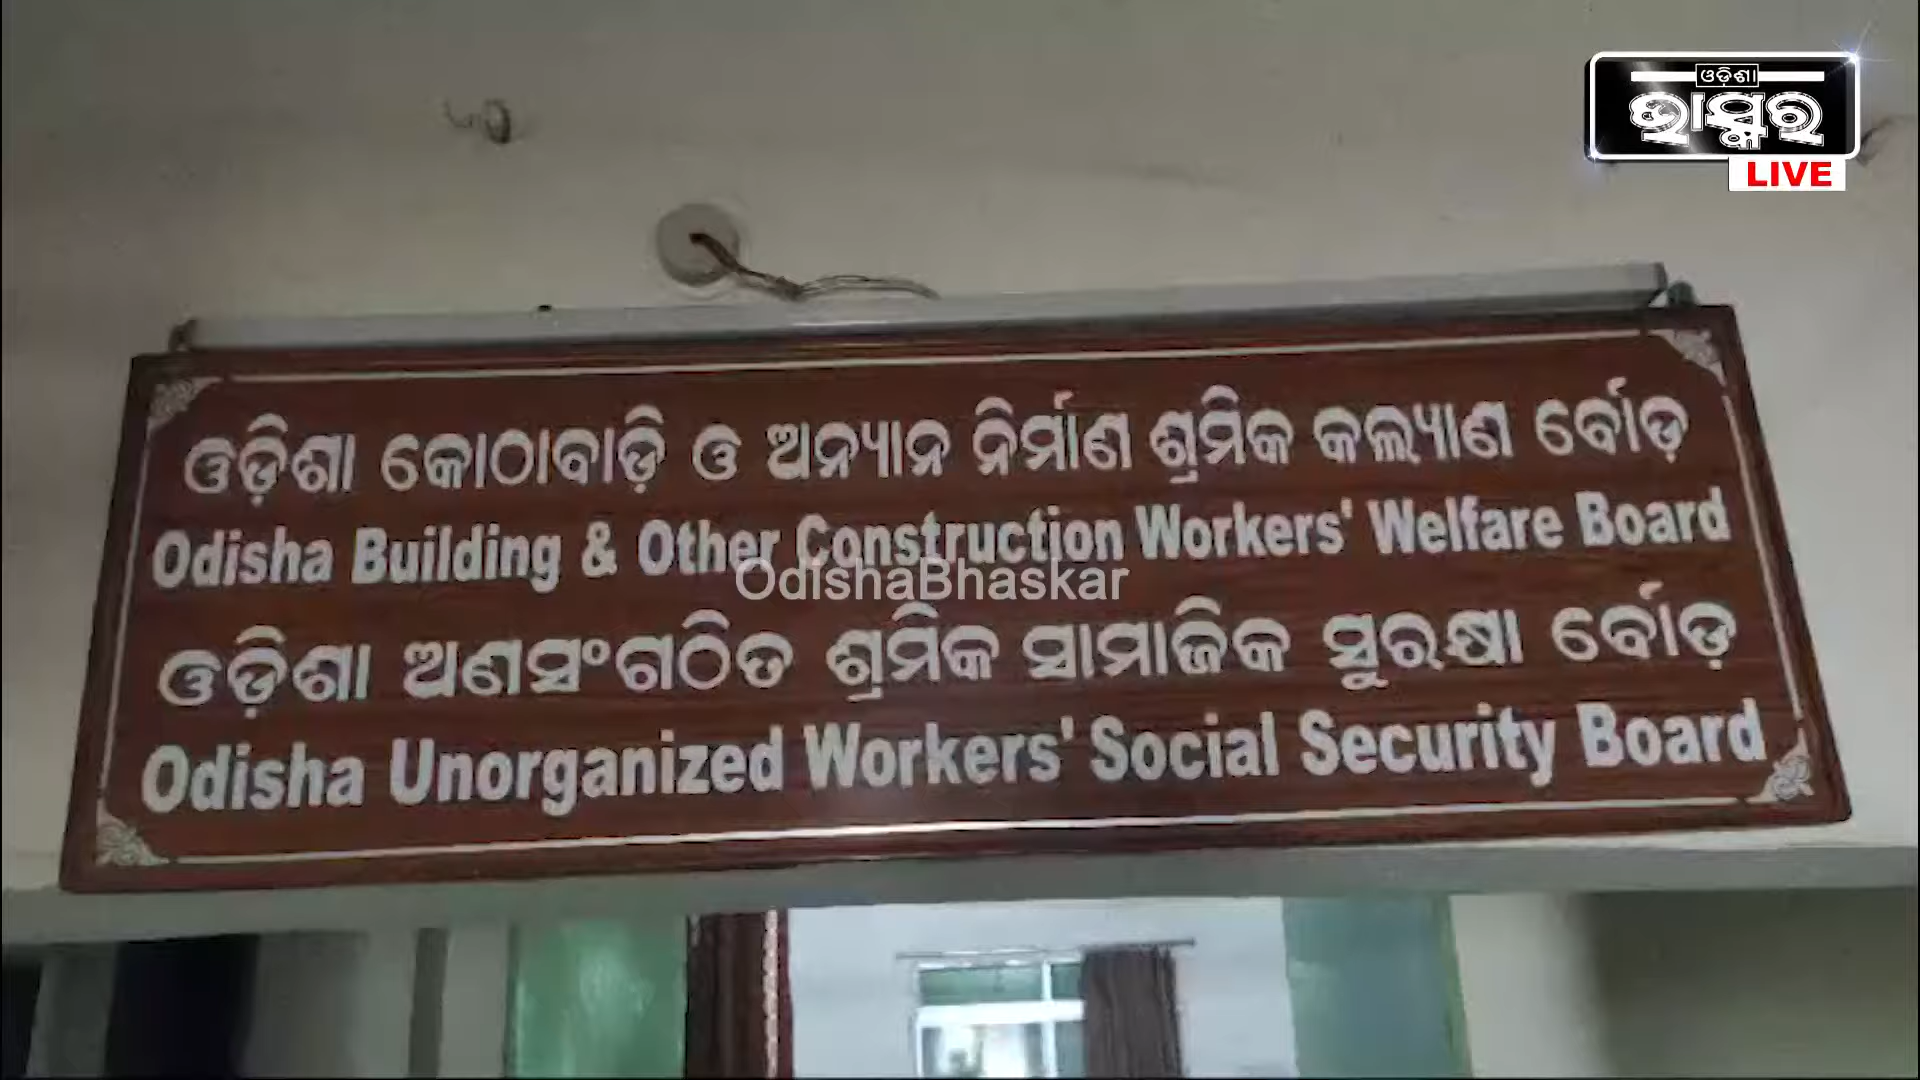 ଓଡ଼ିଶା
ଭାସ୍କର
LIVE
ଓଡ଼ିଶା କୋଠାବାଡ଼ି ଓ ଅନ୍ୟାନ ନିର୍ମାଣ ଶ୍ରମିକ କଲ୍ୟାଣ ର୍ବୋଡ଼
Odisha Building & Other Construction Workers' Welfare Board
OdishaBhaskar
ଓଡ଼ିଶା ଅଣସଂଗଠିତ ଶ୍ରମିକ ସାମାଜିକ ସୁରକ୍ଷା ର୍ବୋଡ଼
Odisha Unorganized Workers' Social Security Board